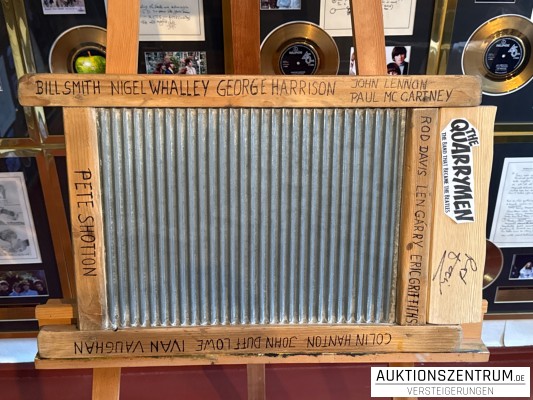 BILL SMITH NIGEL WHALLEY GEORGE HARRISON JOHN LENNON
PAUL MC GARTNEY
PETE SHOTTON
ROD DAVIS LEN GARRY ERIC GRIFFITHS
THE
QUARRYMEN
THE BAND THAT BECAME THE BEATLES
COLIN HANTON JOHN DUFF LOWE IVAN VAUGHAN
AUKTIONSZENTRUM.DE
VERSTEIGERUNGEN